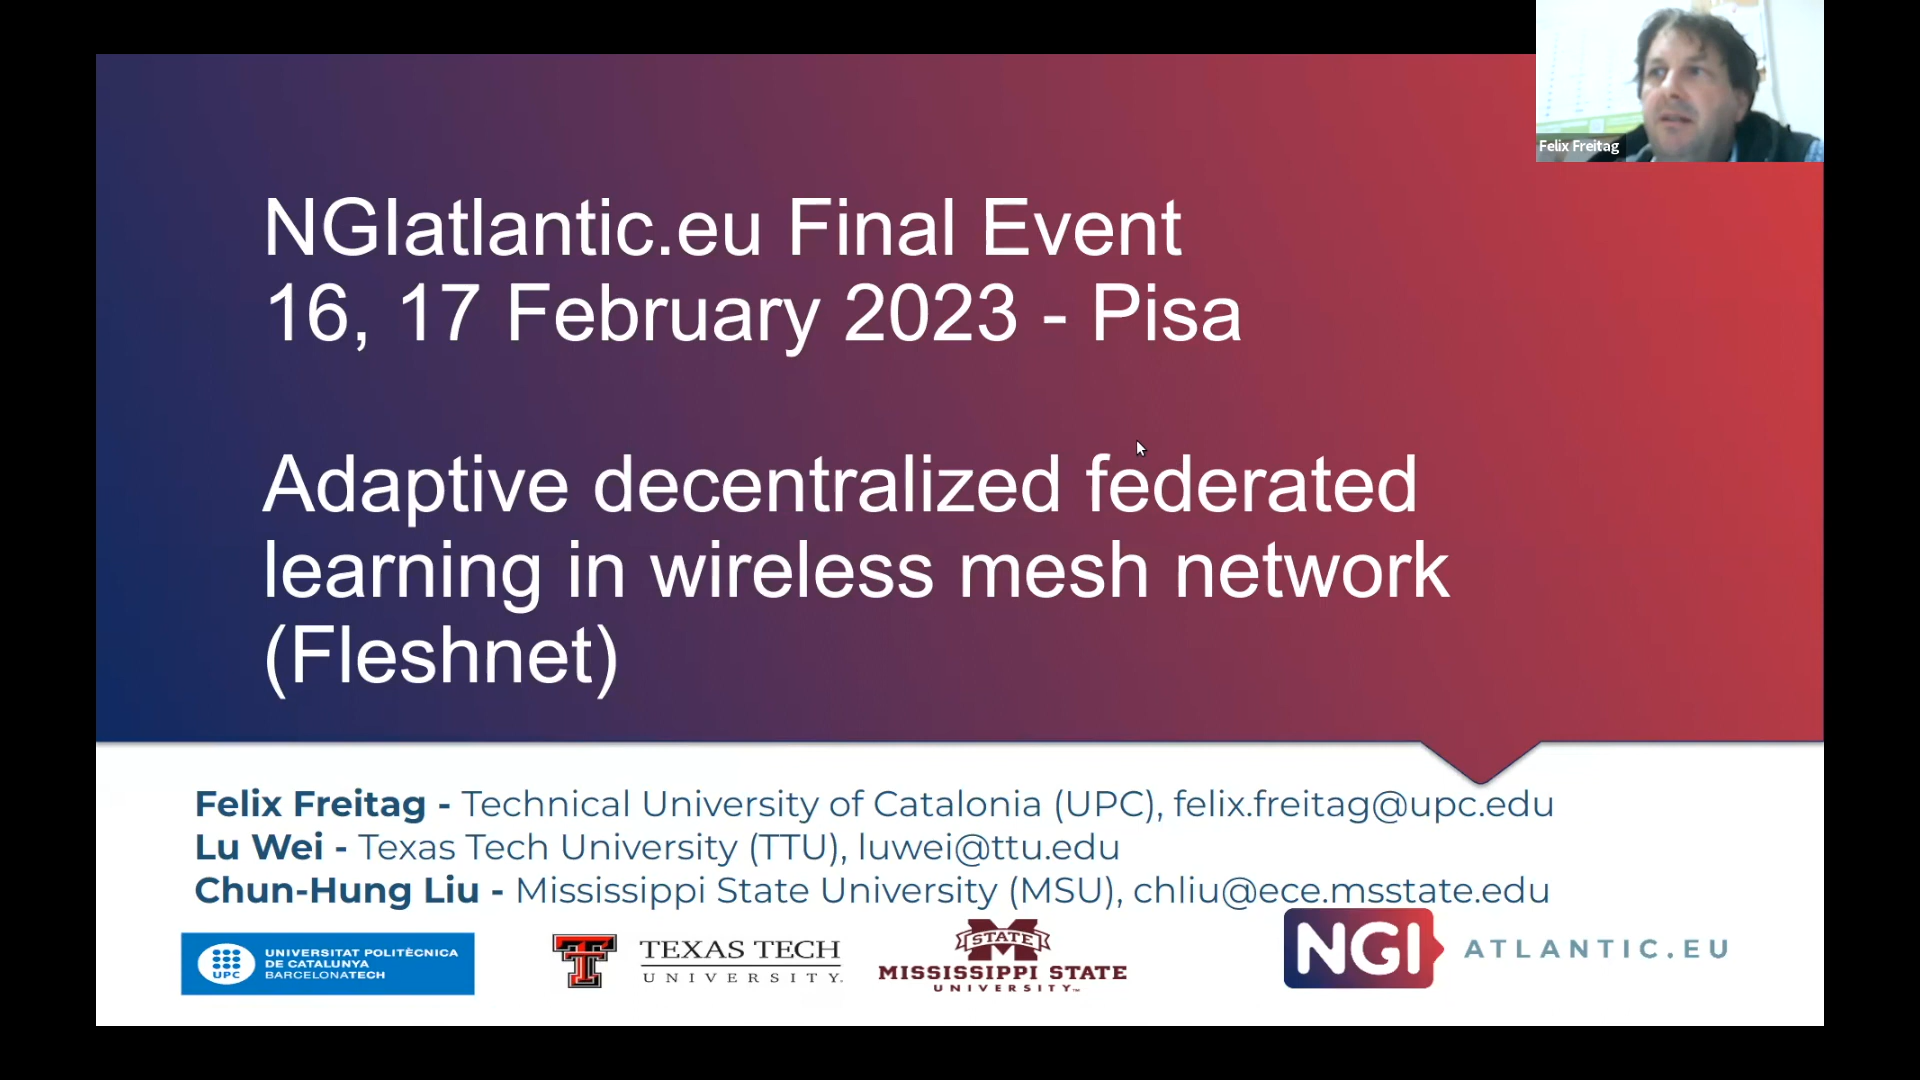 Felix Freitag
NGIatlantic.eu Final Event
16, 17 February 2023 - Pisa
Adaptive decentralized federated
learning in wireless mesh network
(Fleshnet)
Felix Freitag - Technical University of Catalonia (UPC), felix.freitag@upc.edu
Lu Wei - Texas Tech University (TTU), luwei@ttu.edu
Chun-Hung Liu - Mississippi State University (MSU), chliu@ece.msstate.edu
UPC
UNIVERSITAT POLITÈCNICA
DE CATALUNYA
BARCELONATECH
TEXAS TECH
UNIVERSITY.
STATE
MISSISSIPPI STATE
UNIVERSITY™
NGI ATLANTIC.EU